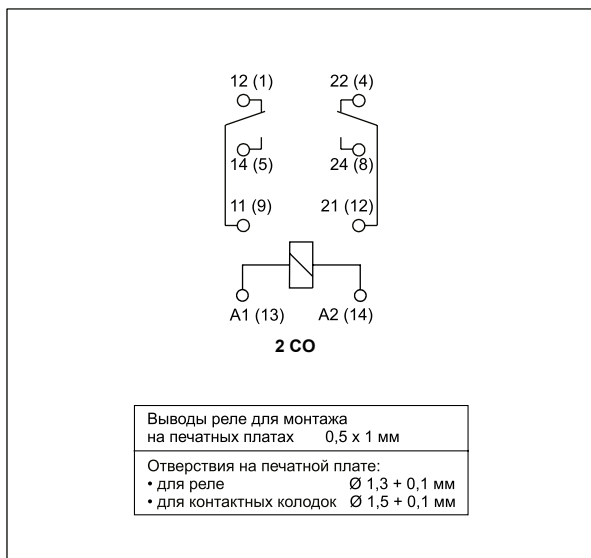 12 (1) 22 (4)
14 (5) 24 (8)
11 (9) 21 (12)
A1 (13) A2 (14)
2 CO
Выводы реле для монтажа
на печатных платах 0,5 x 1 мм
Отверстия на печатной плате:
• для реле Ø 1,3 + 0,1 мм
• для контактных колодок Ø 1,5 + 0,1 мм